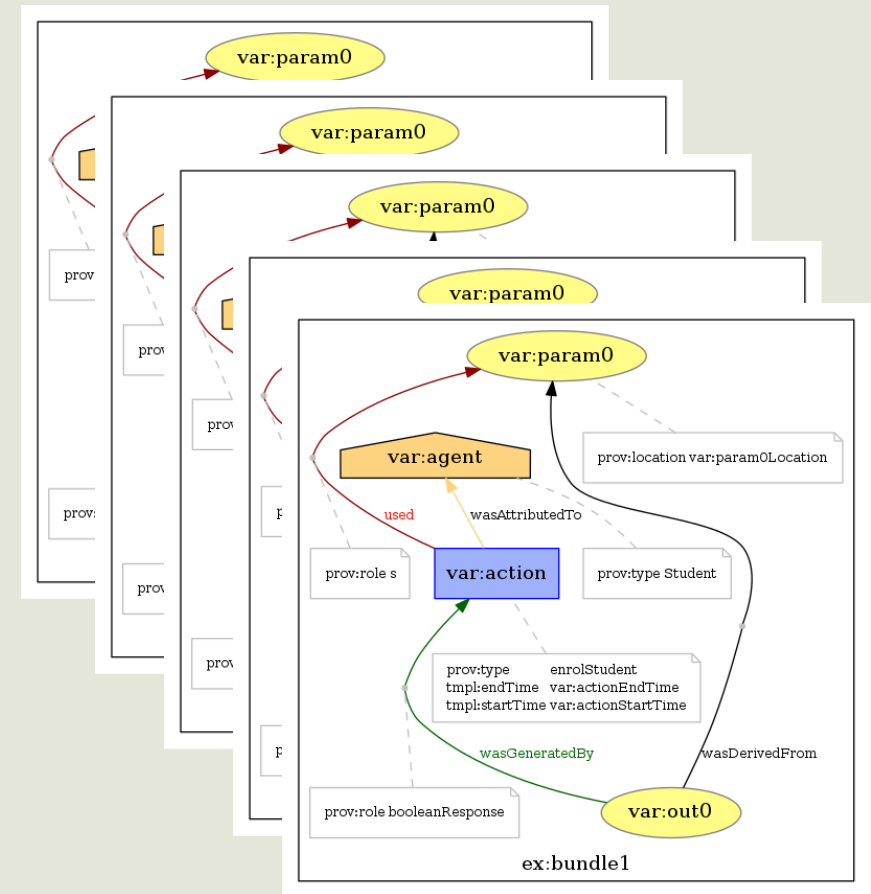 var:param0
prov
prov:
var:param0
prov
prov
var:param0
prov
prov
var:param0
p
p
var:param0
prov:location var:param0Location
var:agent
used
wasAttributedTo
prov:role s
var:action
prov:type Student
prov:type enrolStudent
tmpl:endTime var:actionEndTime
tmpl:startTime var:actionStartTime
wasGeneratedBy
wasDerivedFrom
prov:role booleanResponse
var:out0
ex:bundle1